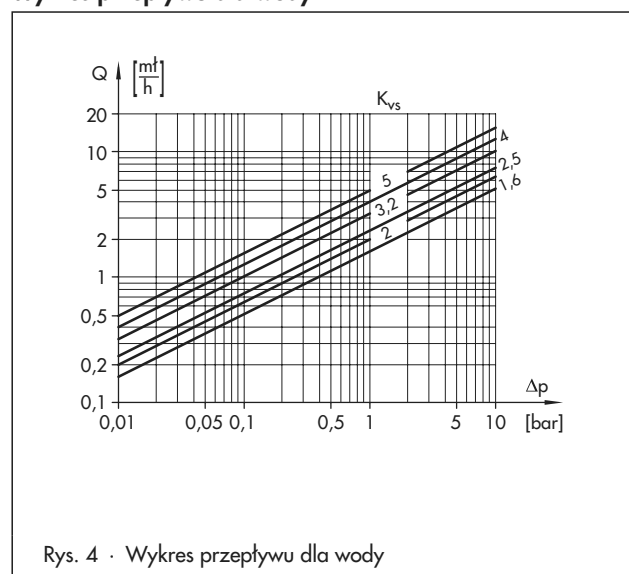 Q [mł/h]
K_vs
20
10
5
2
1
0,5
0,2
0,1
5
3,2
2
4
2,5
1,6
Δp
0,01 0,05 0,1 0,5 1 5 10 [bar]
Rys. 4 · Wykres przepływu dla wody